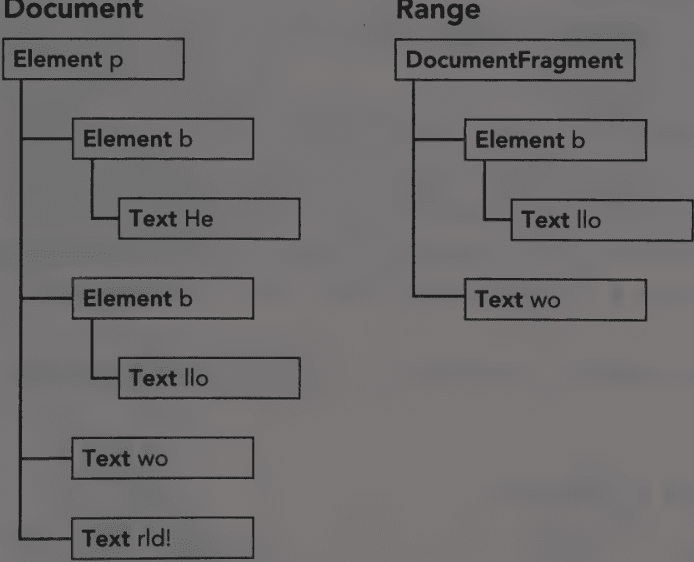 Document
Element p
Element b
Text He
Element b
Text llo
Text wo
Text rld!
Range
DocumentFragment
Element b
Text llo
Text wo